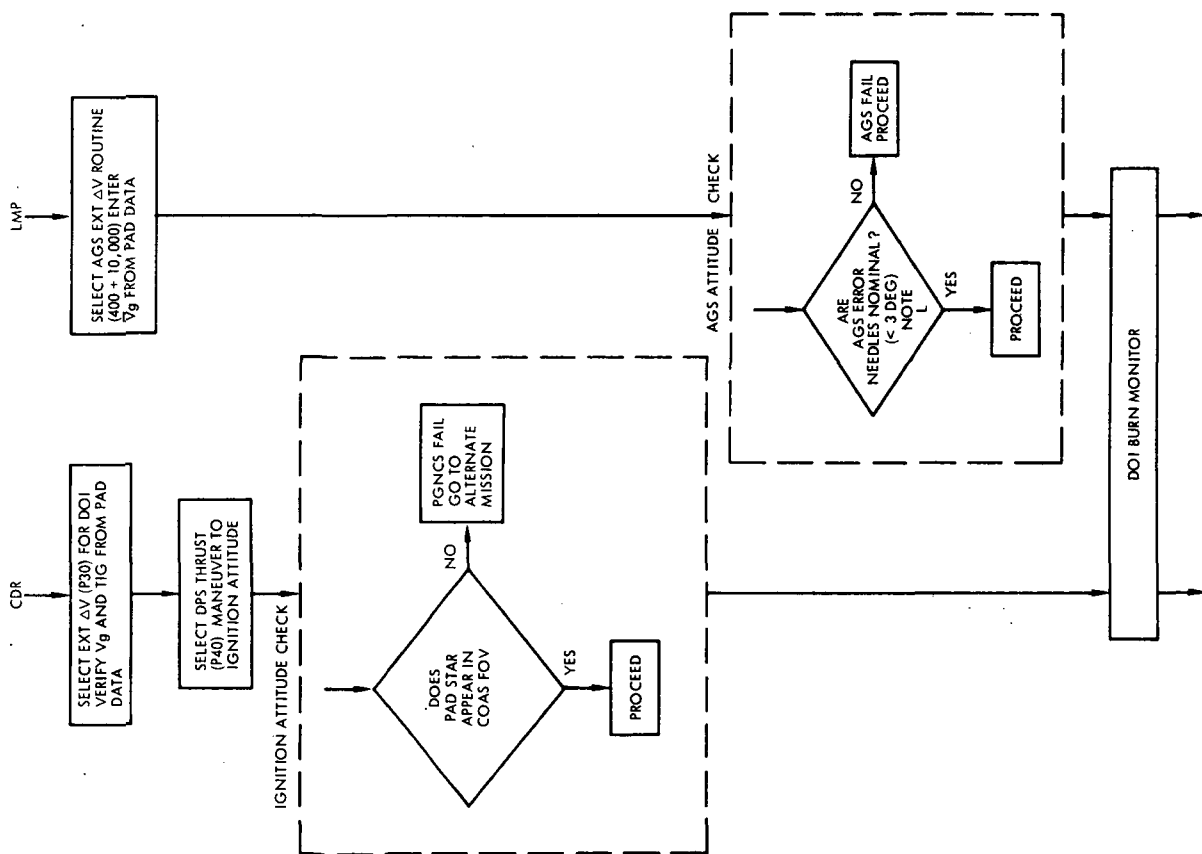 CDR
SELECT EXT ΔV (P30) FOR DOI
VERIFY Vg AND TIG FROM PAD
DATA
SELECT DPS THRUST
(P40) MANEUVER TO
IGNITION ATTITUDE
IGNITION ATTITUDE CHECK
DOES
PAD STAR
APPEAR IN
COAS FOV
NO
PGNCS FAIL
GO TO
ALTERNATE
MISSION
YES
PROCEED
LMP
SELECT AGS EXT ΔV ROUTINE
(400 + 10,000) ENTER
∇g FROM PAD DATA
AGS ATTITUDE CHECK
ARE
AGS ERROR
NEEDLES NOMINAL?
(< 3 DEG)
NOTE
L
NO
AGS FAIL
PROCEED
YES
PROCEED
DOI BURN MONITOR